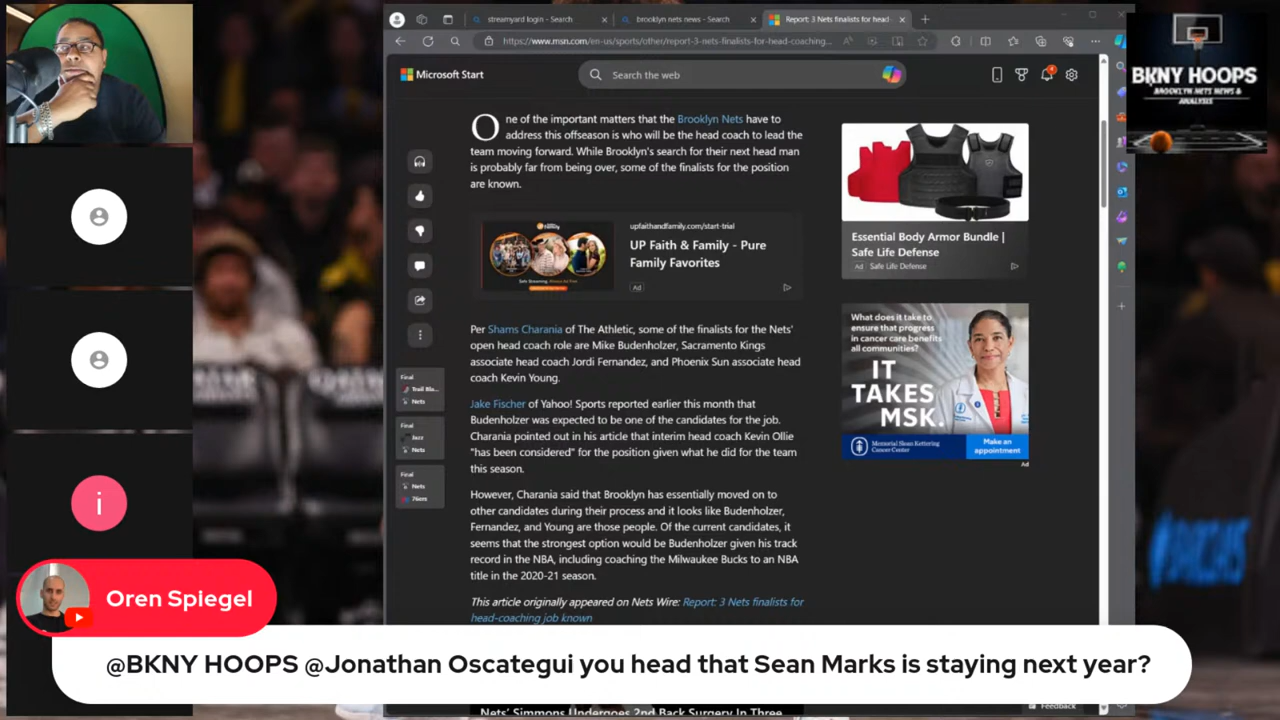 streamyard login - Search
brooklyn nets news - Search
Report: 3 Nets finalists for head
https://www.msn.com/en-us/sports/other/report-3-nets-finalists-for-head-coaching...
BKNY HOOPS
BROOKLYN NETS NEWS &
ANALYSIS
Microsoft Start
Search the web
One of the important matters that the Brooklyn Nets have to
address this offseason is who will be the head coach to lead the
team moving forward. While Brooklyn's search for their next head man
is probably far from being over, some of the finalists for the position
are known.
upfaithandfamily.com/start-trial
UP Faith & Family - Pure
Family Favorites
Ad
Essential Body Armor Bundle |
Safe Life Defense
Ad Safe Life Defense
Per Shams Charania of The Athletic, some of the finalists for the Nets'
open head coach role are Mike Budenholzer, Sacramento Kings
associate head coach Jordi Fernandez, and Phoenix Sun associate head
coach Kevin Young.
Jake Fischer of Yahoo! Sports reported earlier this month that
Budenholzer was expected to be one of the candidates for the job.
Charania pointed out in his article that interim head coach Kevin Ollie
"has been considered" for the position given what he did for the team
this season.
However, Charania said that Brooklyn has essentially moved on to
other candidates during their process and it looks like Budenholzer,
Fernandez, and Young are those people. Of the current candidates, it
seems that the strongest option would be Budenholzer given his track
record in the NBA, including coaching the Milwaukee Bucks to an NBA
title in the 2020-21 season.
This article originally appeared on Nets Wire: Report: 3 Nets finalists for
head-coaching job known
Final
Trail Bla...
Nets
Final
Jazz
Nets
Final
Nets
76ers
What does it take to
ensure that progress
in cancer care benefits
all communities?
IT
TAKES
MSK.
Memorial Sloan Kettering
Cancer Center
Make an
appointment
Ad
i
Oren Spiegel
@BKNY HOOPS @Jonathan Oscategui you head that Sean Marks is staying next year?
Feedback
Nets' Simmons Undergoes 2nd Back Surgery In Three